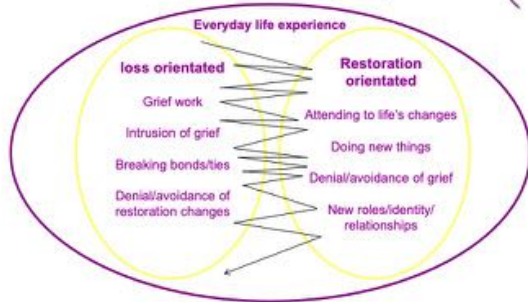 Everyday life experience
loss orientated
Grief work
Intrusion of grief
Breaking bonds/ties
Denial/avoidance of
restoration changes
Restoration
orientated
Attending to life's changes
Doing new things
Denial/avoidance of grief
New roles/identity/
relationships